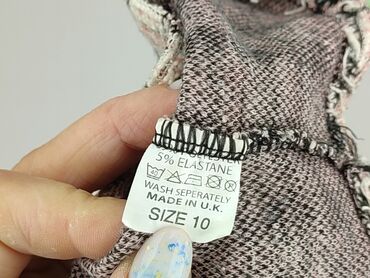 5% ELASTANE
WASH SEPERATELY
MADE IN U.K.
SIZE 10